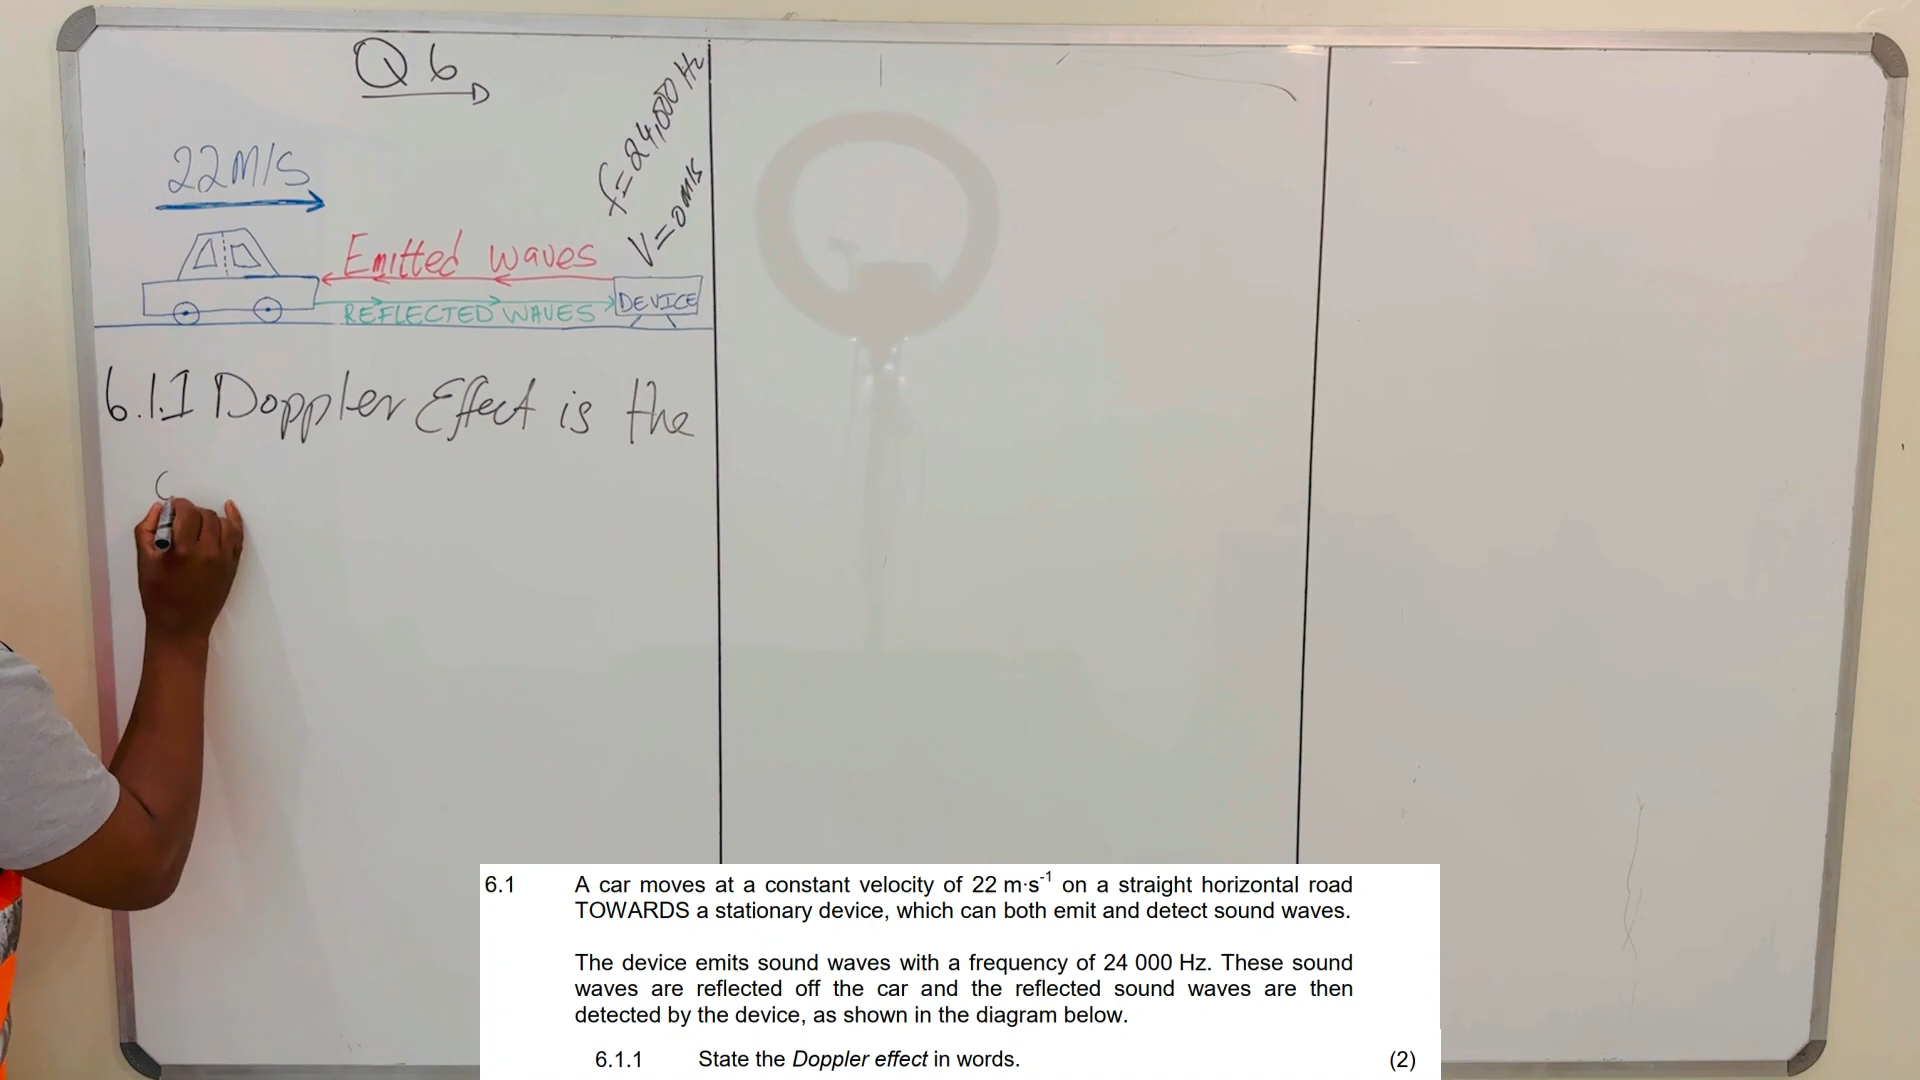 Q6
22M/S
f=24,000 Hz
V=0m/s
Emitted waves
REFLECTED WAVES
DEVICE
6.1.1 Doppler Effect is the
6.1 A car moves at a constant velocity of 22 m·s⁻¹ on a straight horizontal road
TOWARDS a stationary device, which can both emit and detect sound waves.
The device emits sound waves with a frequency of 24 000 Hz. These sound
waves are reflected off the car and the reflected sound waves are then
detected by the device, as shown in the diagram below.
6.1.1 State the Doppler effect in words. (2)